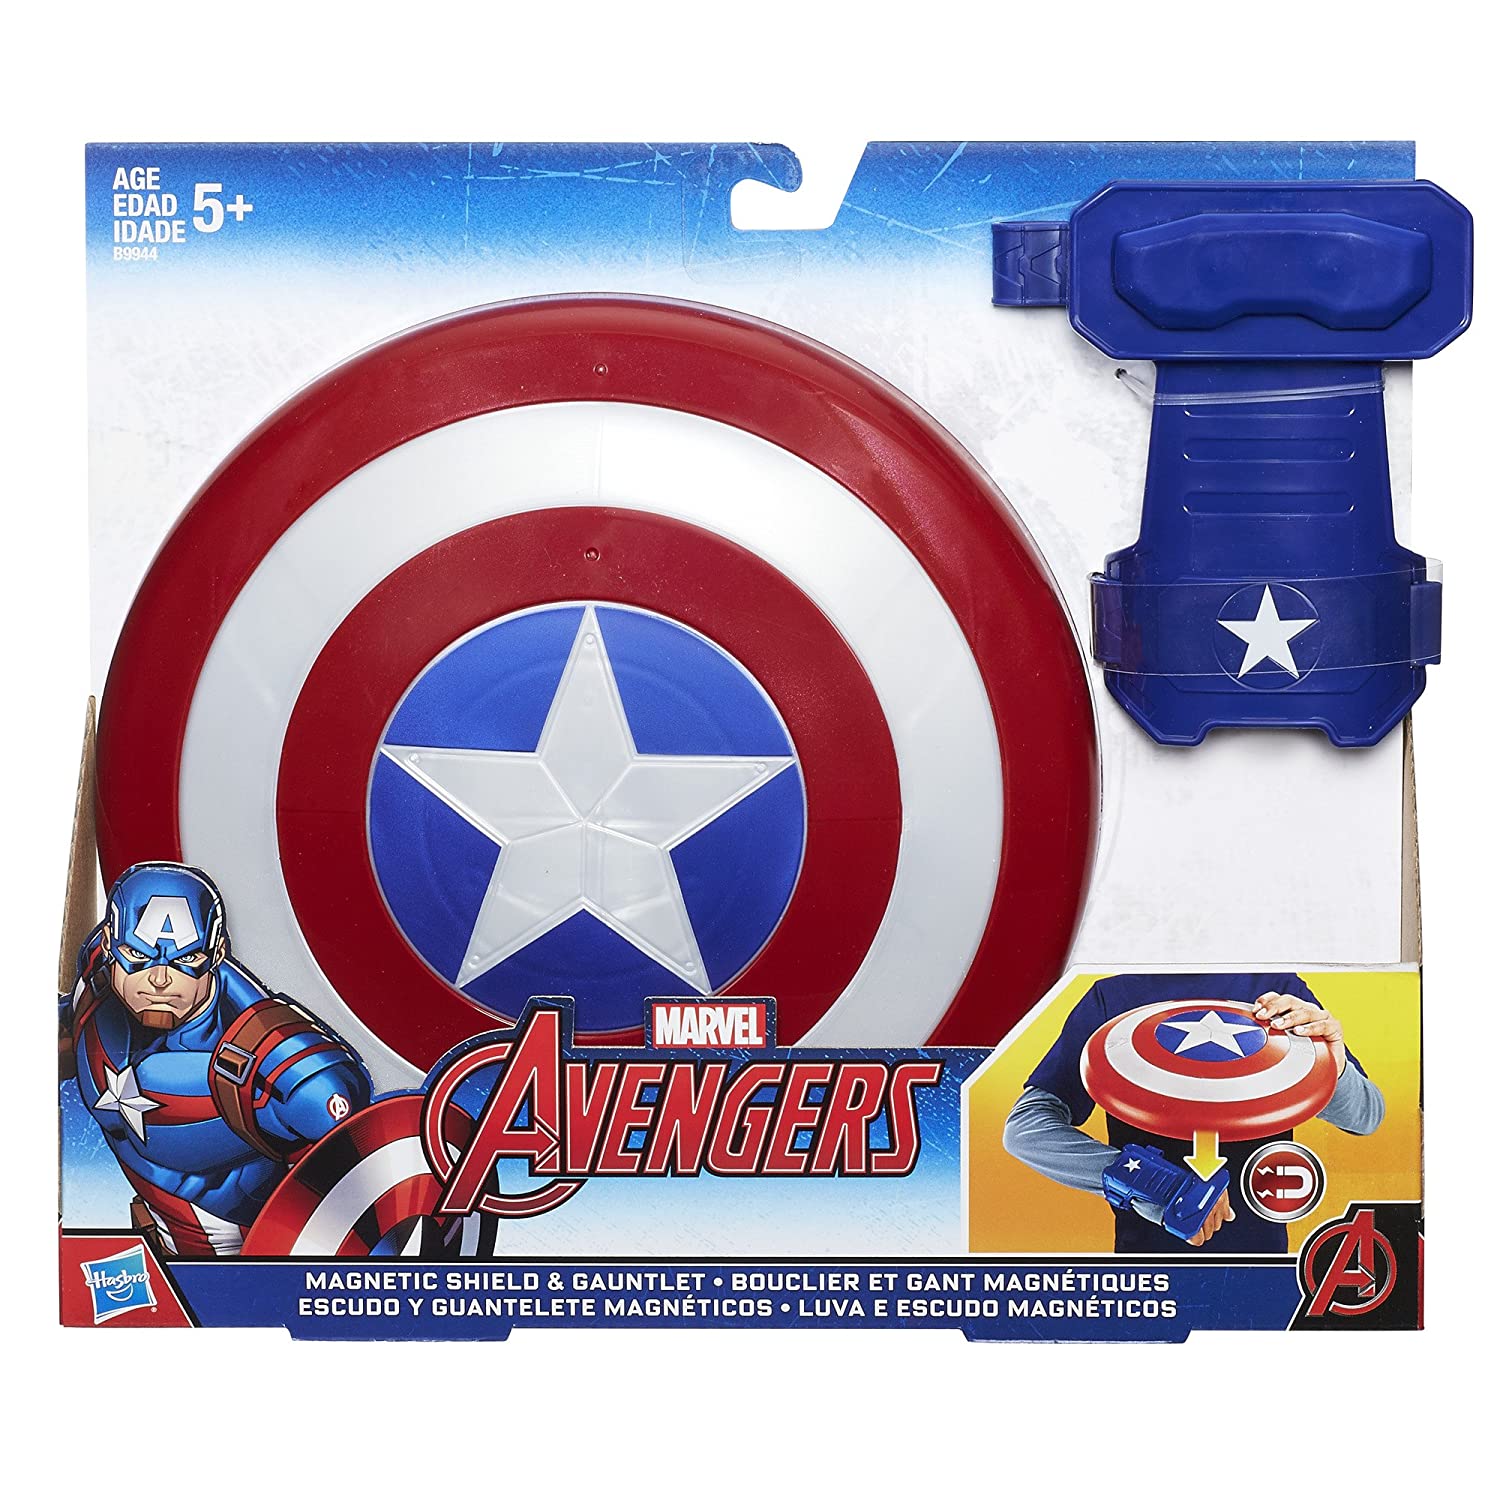 AGE
EDAD
IDADE
5+
B9944
MARVEL
AVENGERS
Hasbro
MAGNETIC SHIELD & GAUNTLET • BOUCLIER ET GANT MAGNÉTIQUES
ESCUDO Y GUANTELETE MAGNÉTICOS • LUVA E ESCUDO MAGNÉTICOS